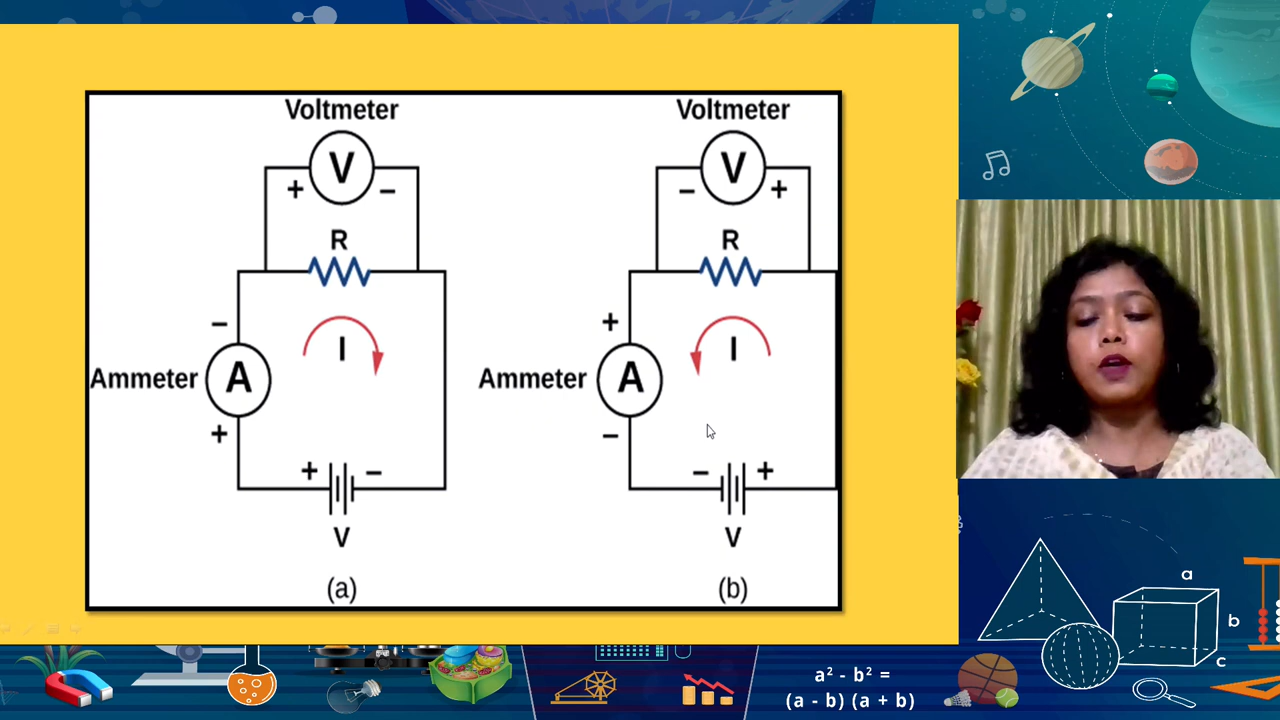 Voltmeter
V
+ −
R
−
I
Ammeter A
+
+ −
V
(a)
Voltmeter
V
− +
R
+
I
Ammeter A
−
− +
V
(b)
a
b
c
a² - b² =
(a - b) (a + b)